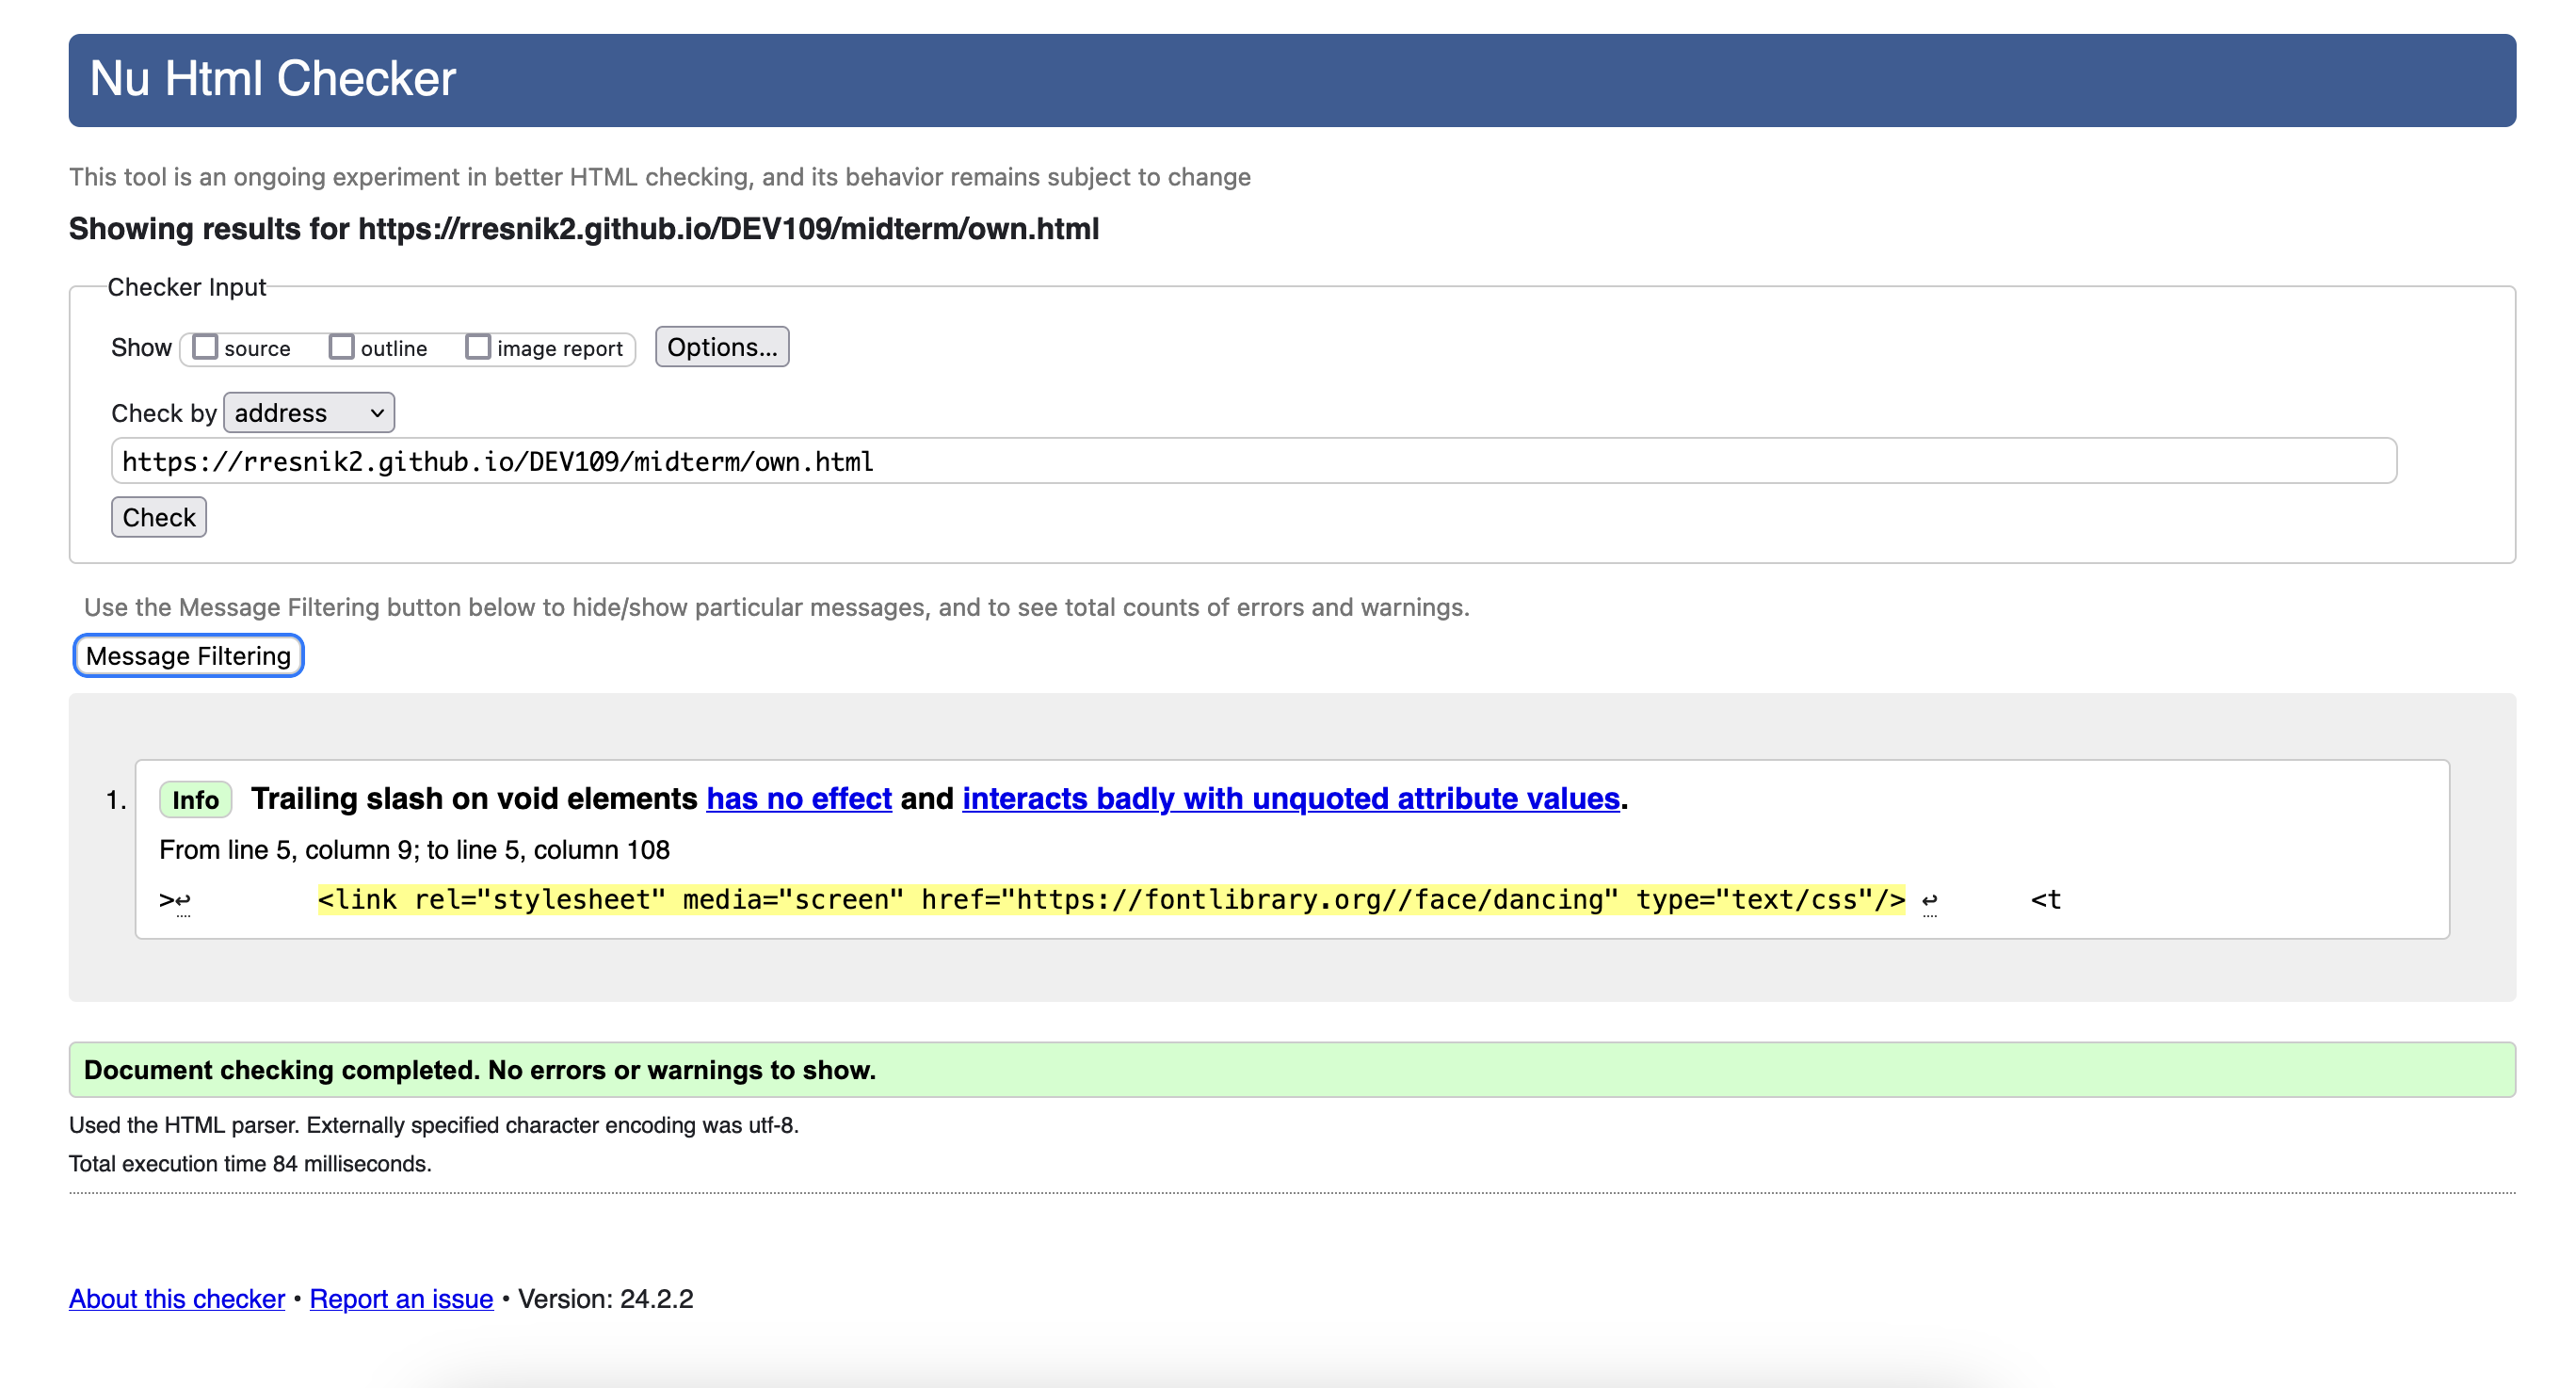 Nu Html Checker
This tool is an ongoing experiment in better HTML checking, and its behavior remains subject to change
Showing results for https://rresnik2.github.io/DEV109/midterm/own.html
Checker Input
Show source outline image report Options...
Check by address
https://rresnik2.github.io/DEV109/midterm/own.html
Check
Use the Message Filtering button below to hide/show particular messages, and to see total counts of errors and warnings.
Message Filtering
1. Info Trailing slash on void elements has no effect and interacts badly with unquoted attribute values.
From line 5, column 9; to line 5, column 108
>↩ <link rel="stylesheet" media="screen" href="https://fontlibrary.org//face/dancing" type="text/css"/> ↩ <t
Document checking completed. No errors or warnings to show.
Used the HTML parser. Externally specified character encoding was utf-8.
Total execution time 84 milliseconds.
About this checker • Report an issue • Version: 24.2.2